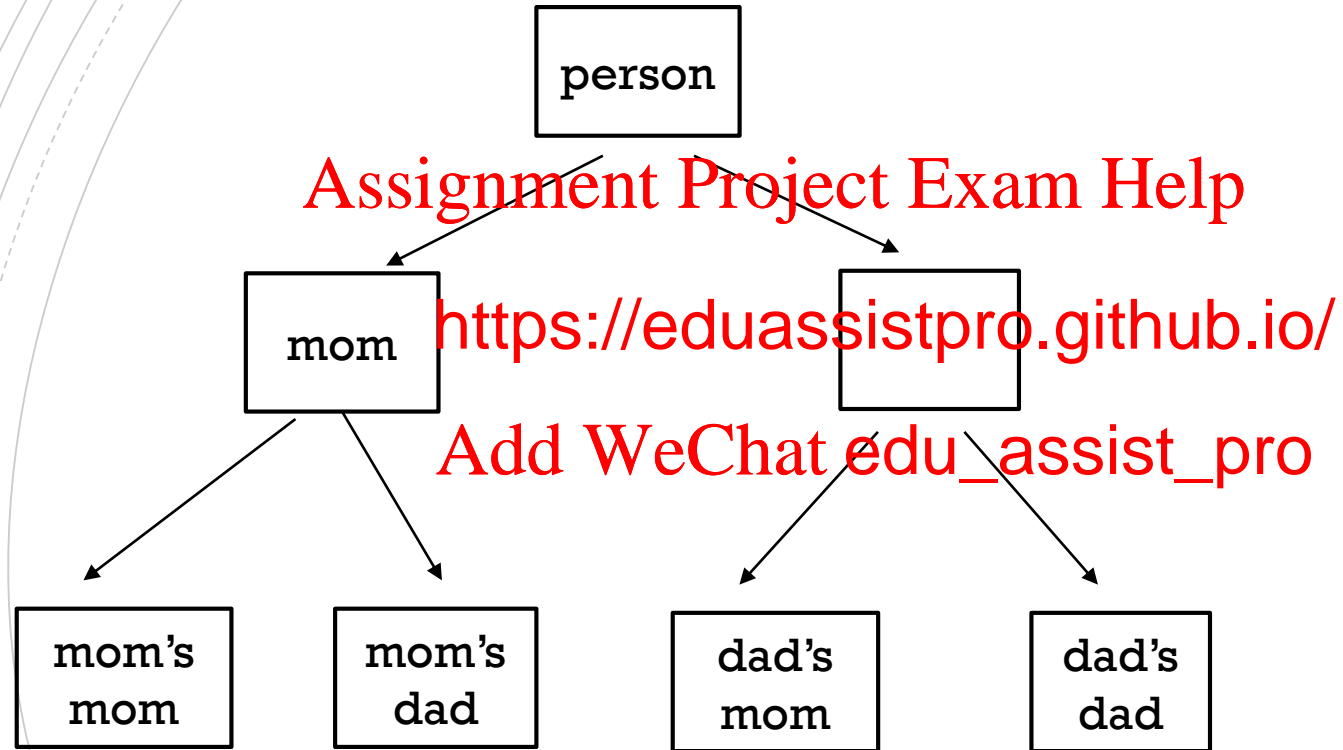 person
Assignment Project Exam Help
mom
https://eduassistpro.github.io/
Add WeChat edu_assist_pro
mom's
mom
mom's
dad
dad's
mom
dad's
dad